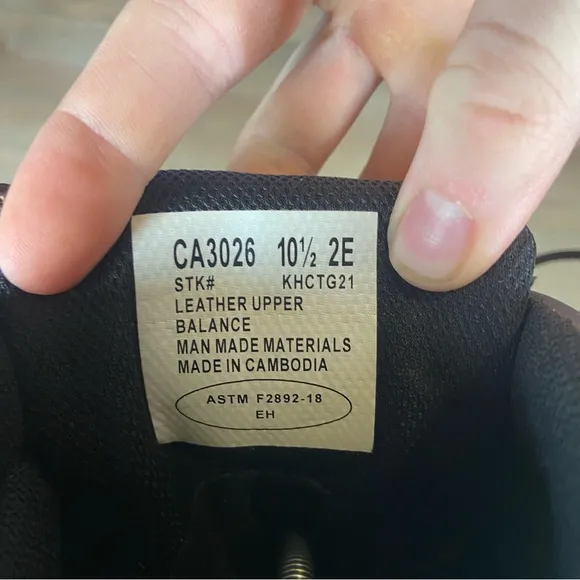 CA3026 10½ 2E
STK# KHCTG21
LEATHER UPPER
BALANCE
MAN MADE MATERIALS
MADE IN CAMBODIA
ASTM F2892-18
EH